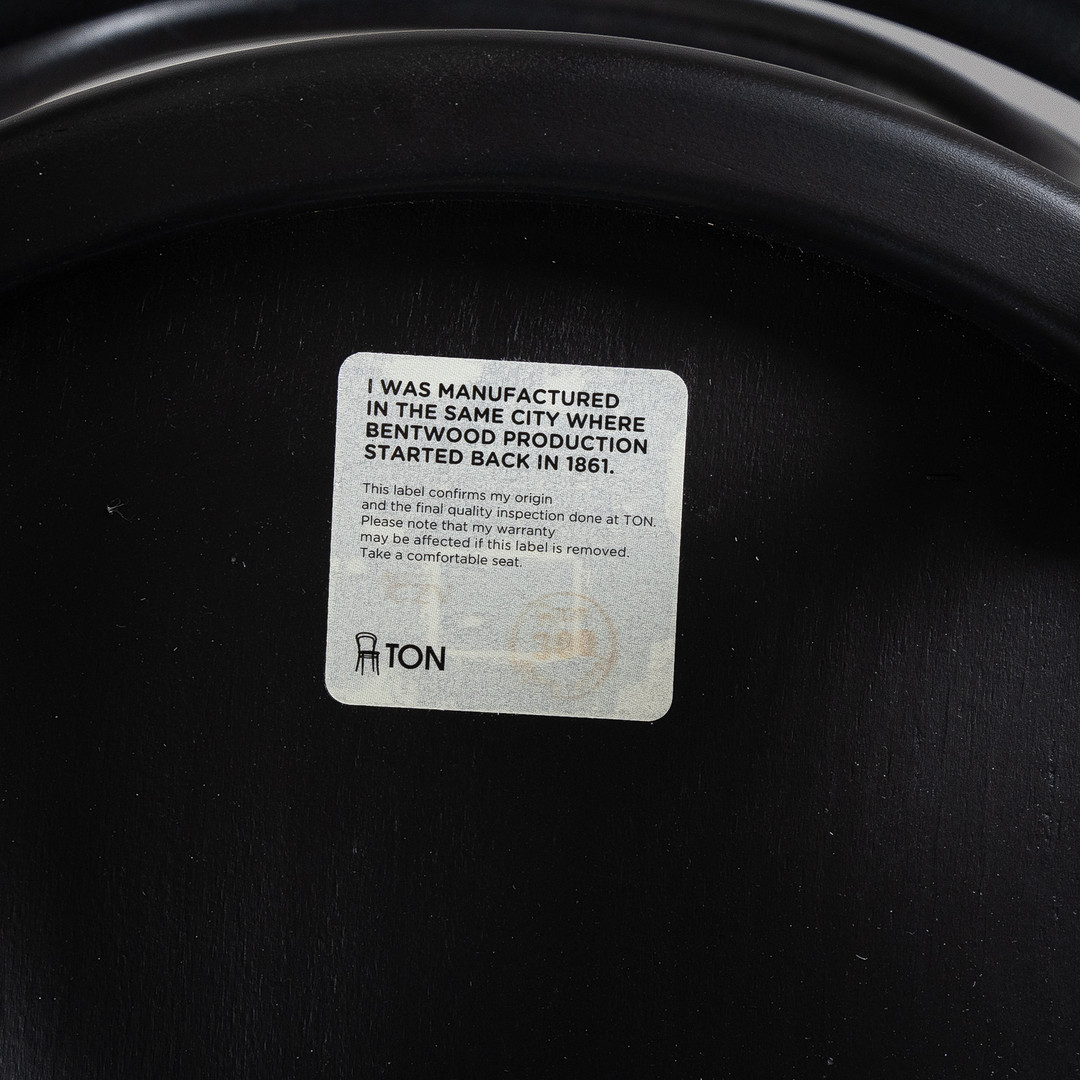 I WAS MANUFACTURED
IN THE SAME CITY WHERE
BENTWOOD PRODUCTION
STARTED BACK IN 1861.
This label confirms my origin
and the final quality inspection done at TON.
Please note that my warranty
may be affected if this label is removed.
Take a comfortable seat.
TON